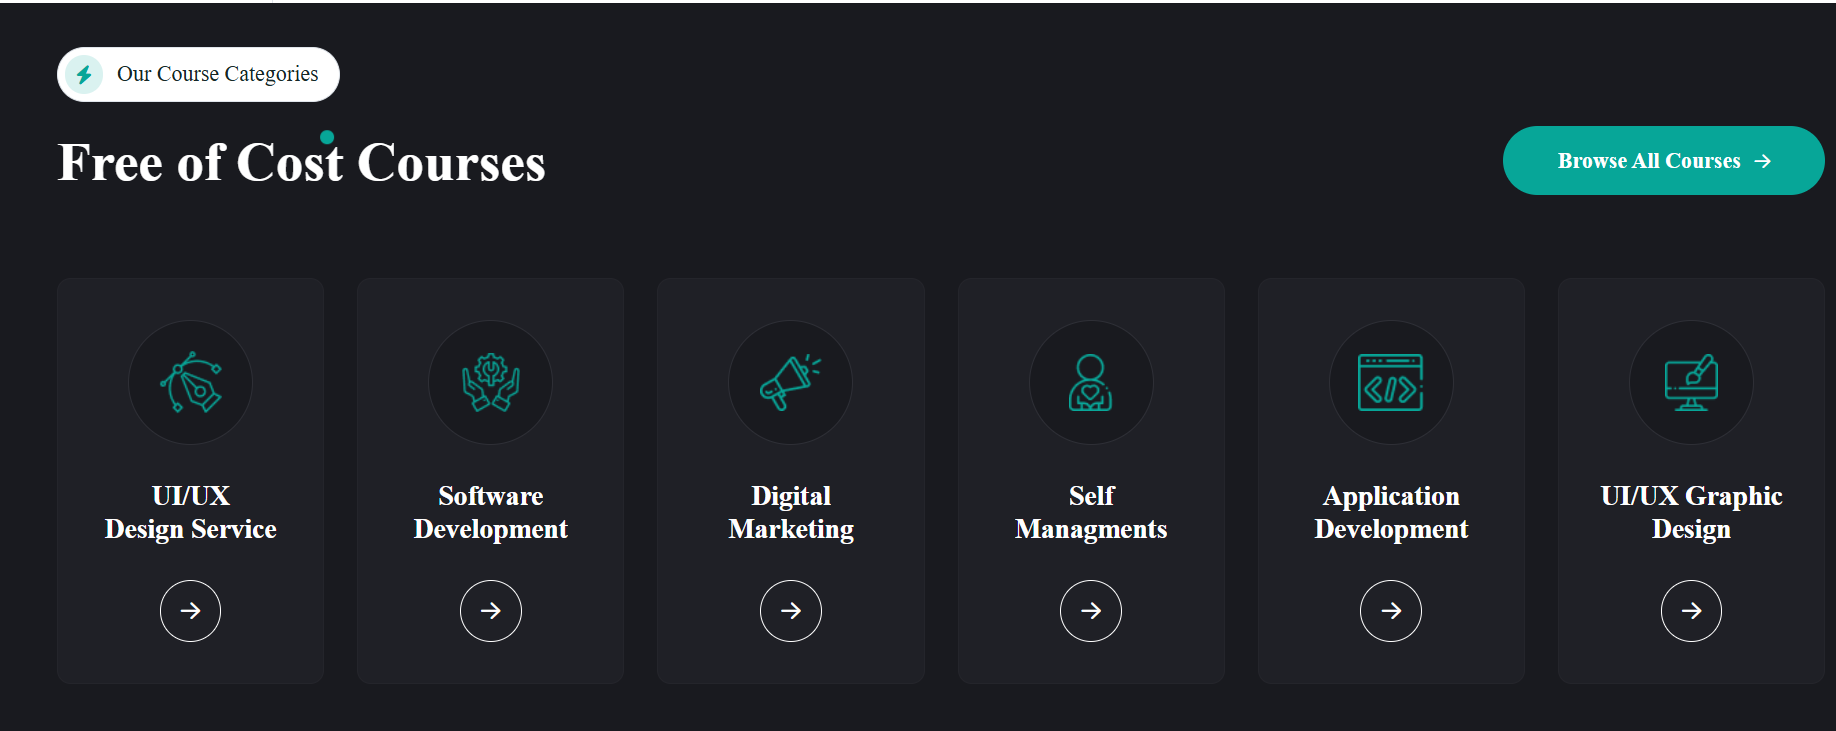 Our Course Categories
Free of Cost Courses
Browse All Courses →
UI/UX
Design Service
Software
Development
Digital
Marketing
Self
Managments
Application
Development
UI/UX Graphic
Design